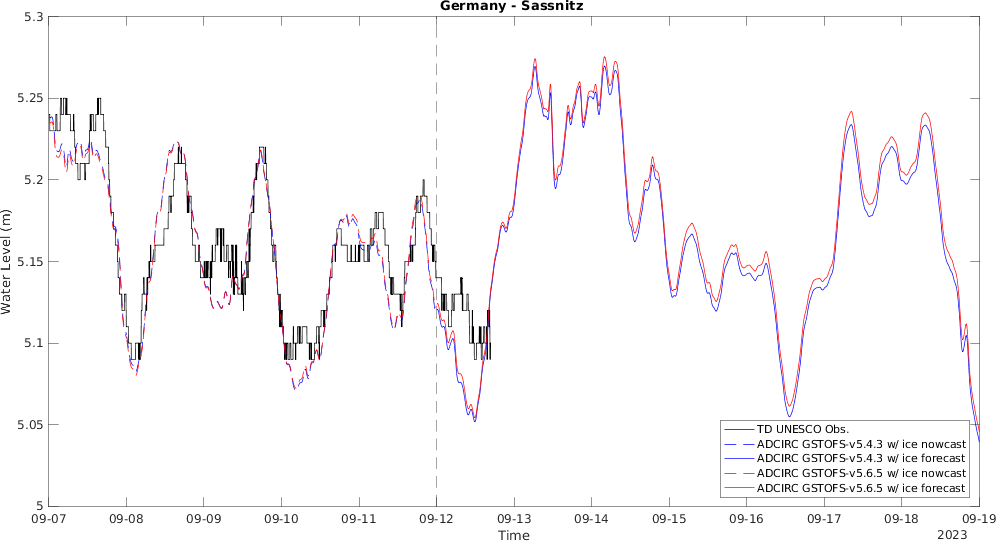 Germany - Sassnitz
5.3
5.25
5.2
5.15
5.1
5.05
5
Water Level (m)
TD UNESCO Obs.
ADCIRC GSTOFS-v5.4.3 w/ ice nowcast
ADCIRC GSTOFS-v5.4.3 w/ ice forecast
ADCIRC GSTOFS-v5.6.5 w/ ice nowcast
ADCIRC GSTOFS-v5.6.5 w/ ice forecast
09-07 09-08 09-09 09-10 09-11 09-12 09-13 09-14 09-15 09-16 09-17 09-18 09-19
Time
2023